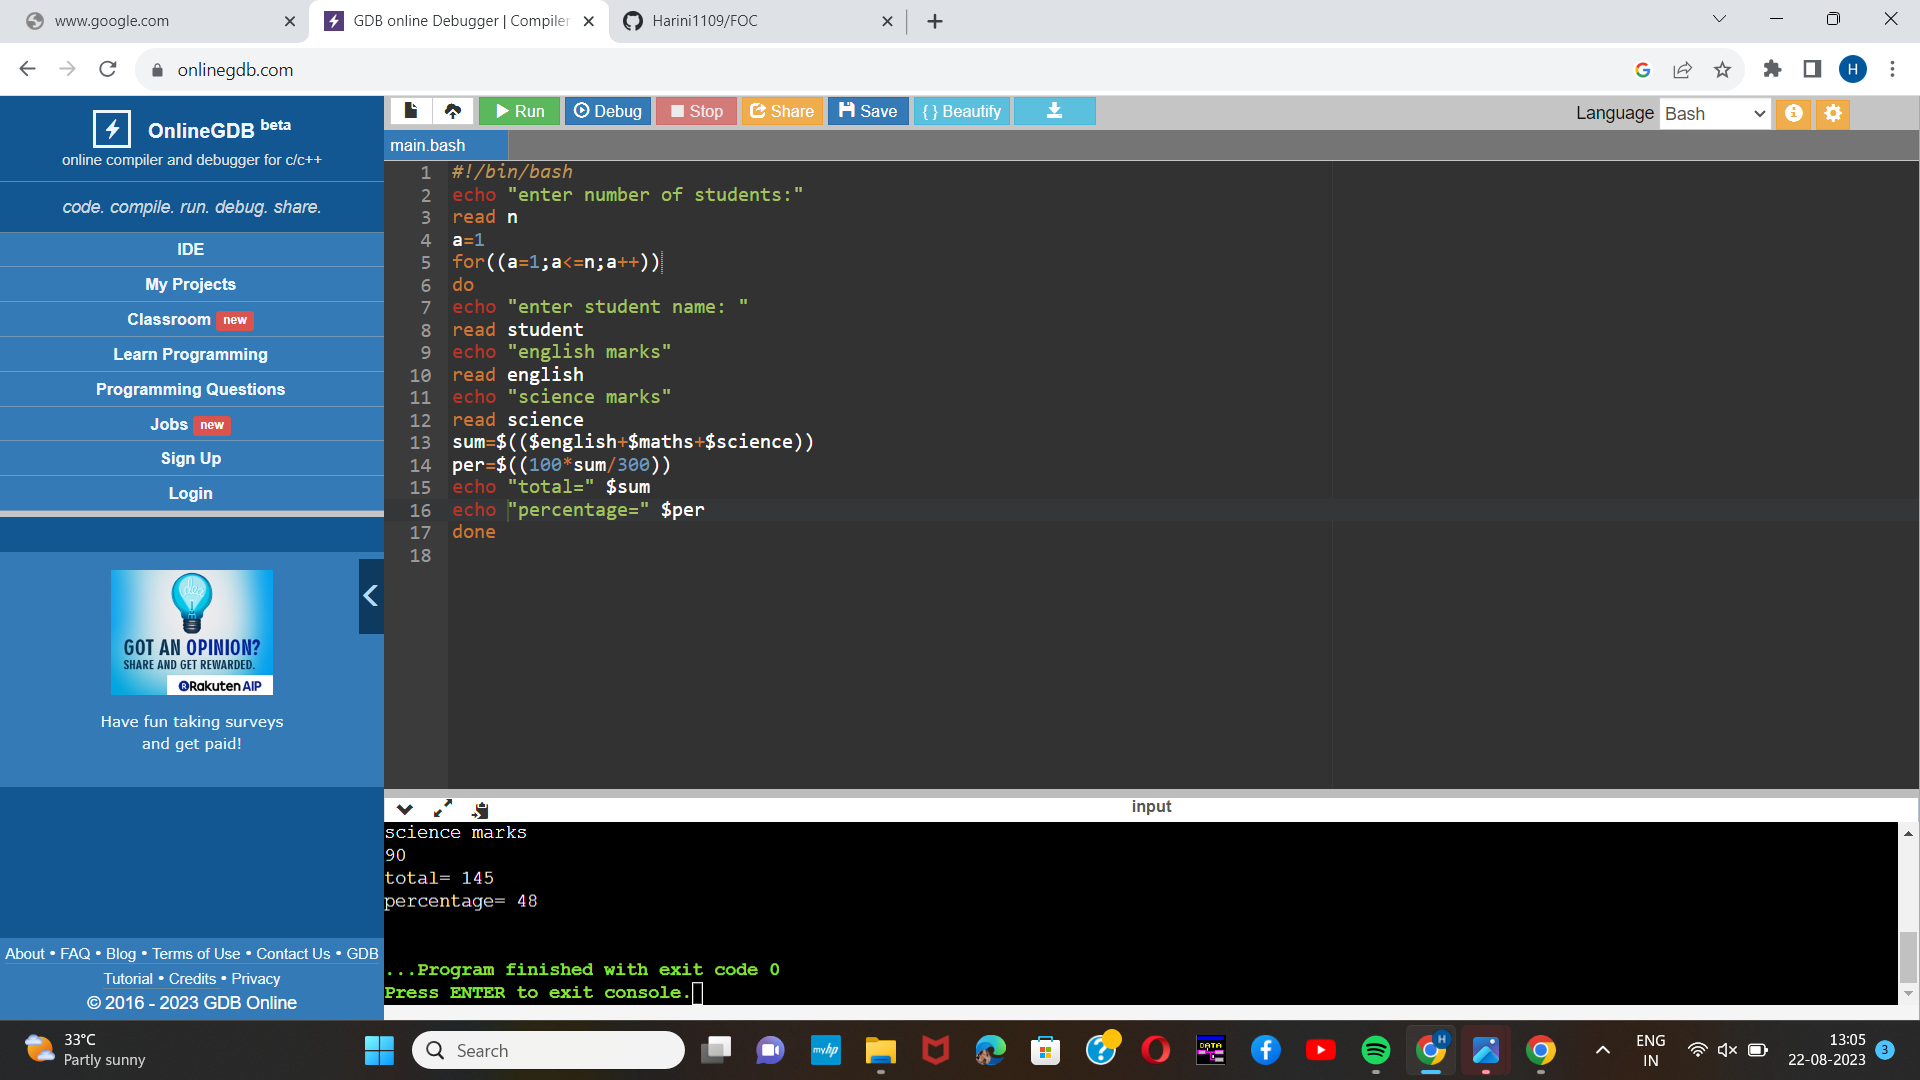 www.google.com
GDB online Debugger | Compiler
Harini1109/FOC
onlinegdb.com
H
OnlineGDB beta
online compiler and debugger for c/c++
code. compile. run. debug. share.
IDE
My Projects
Classroom new
Learn Programming
Programming Questions
Jobs new
Sign Up
Login
GOT AN OPINION?
SHARE AND GET REWARDED.
Rakuten AIP
Have fun taking surveys
and get paid!
About • FAQ • Blog • Terms of Use • Contact Us • GDB
Tutorial • Credits • Privacy
© 2016 - 2023 GDB Online
Run Debug Stop Share Save { } Beautify
Language Bash
main.bash
1 #!/bin/bash
2 echo "enter number of students:"
3 read n
4 a=1
5 for((a=1;a<=n;a++))
6 do
7 echo "enter student name: "
8 read student
9 echo "english marks"
10 read english
11 echo "science marks"
12 read science
13 sum=$(($english+$maths+$science))
14 per=$((100*sum/300))
15 echo "total=" $sum
16 echo "percentage=" $per
17 done
18
input
science marks
90
total= 145
percentage= 48
...Program finished with exit code 0
Press ENTER to exit console.
33°C
Partly sunny
Search
myhp
DATA
H
ENG
IN
13:05
22-08-2023
3